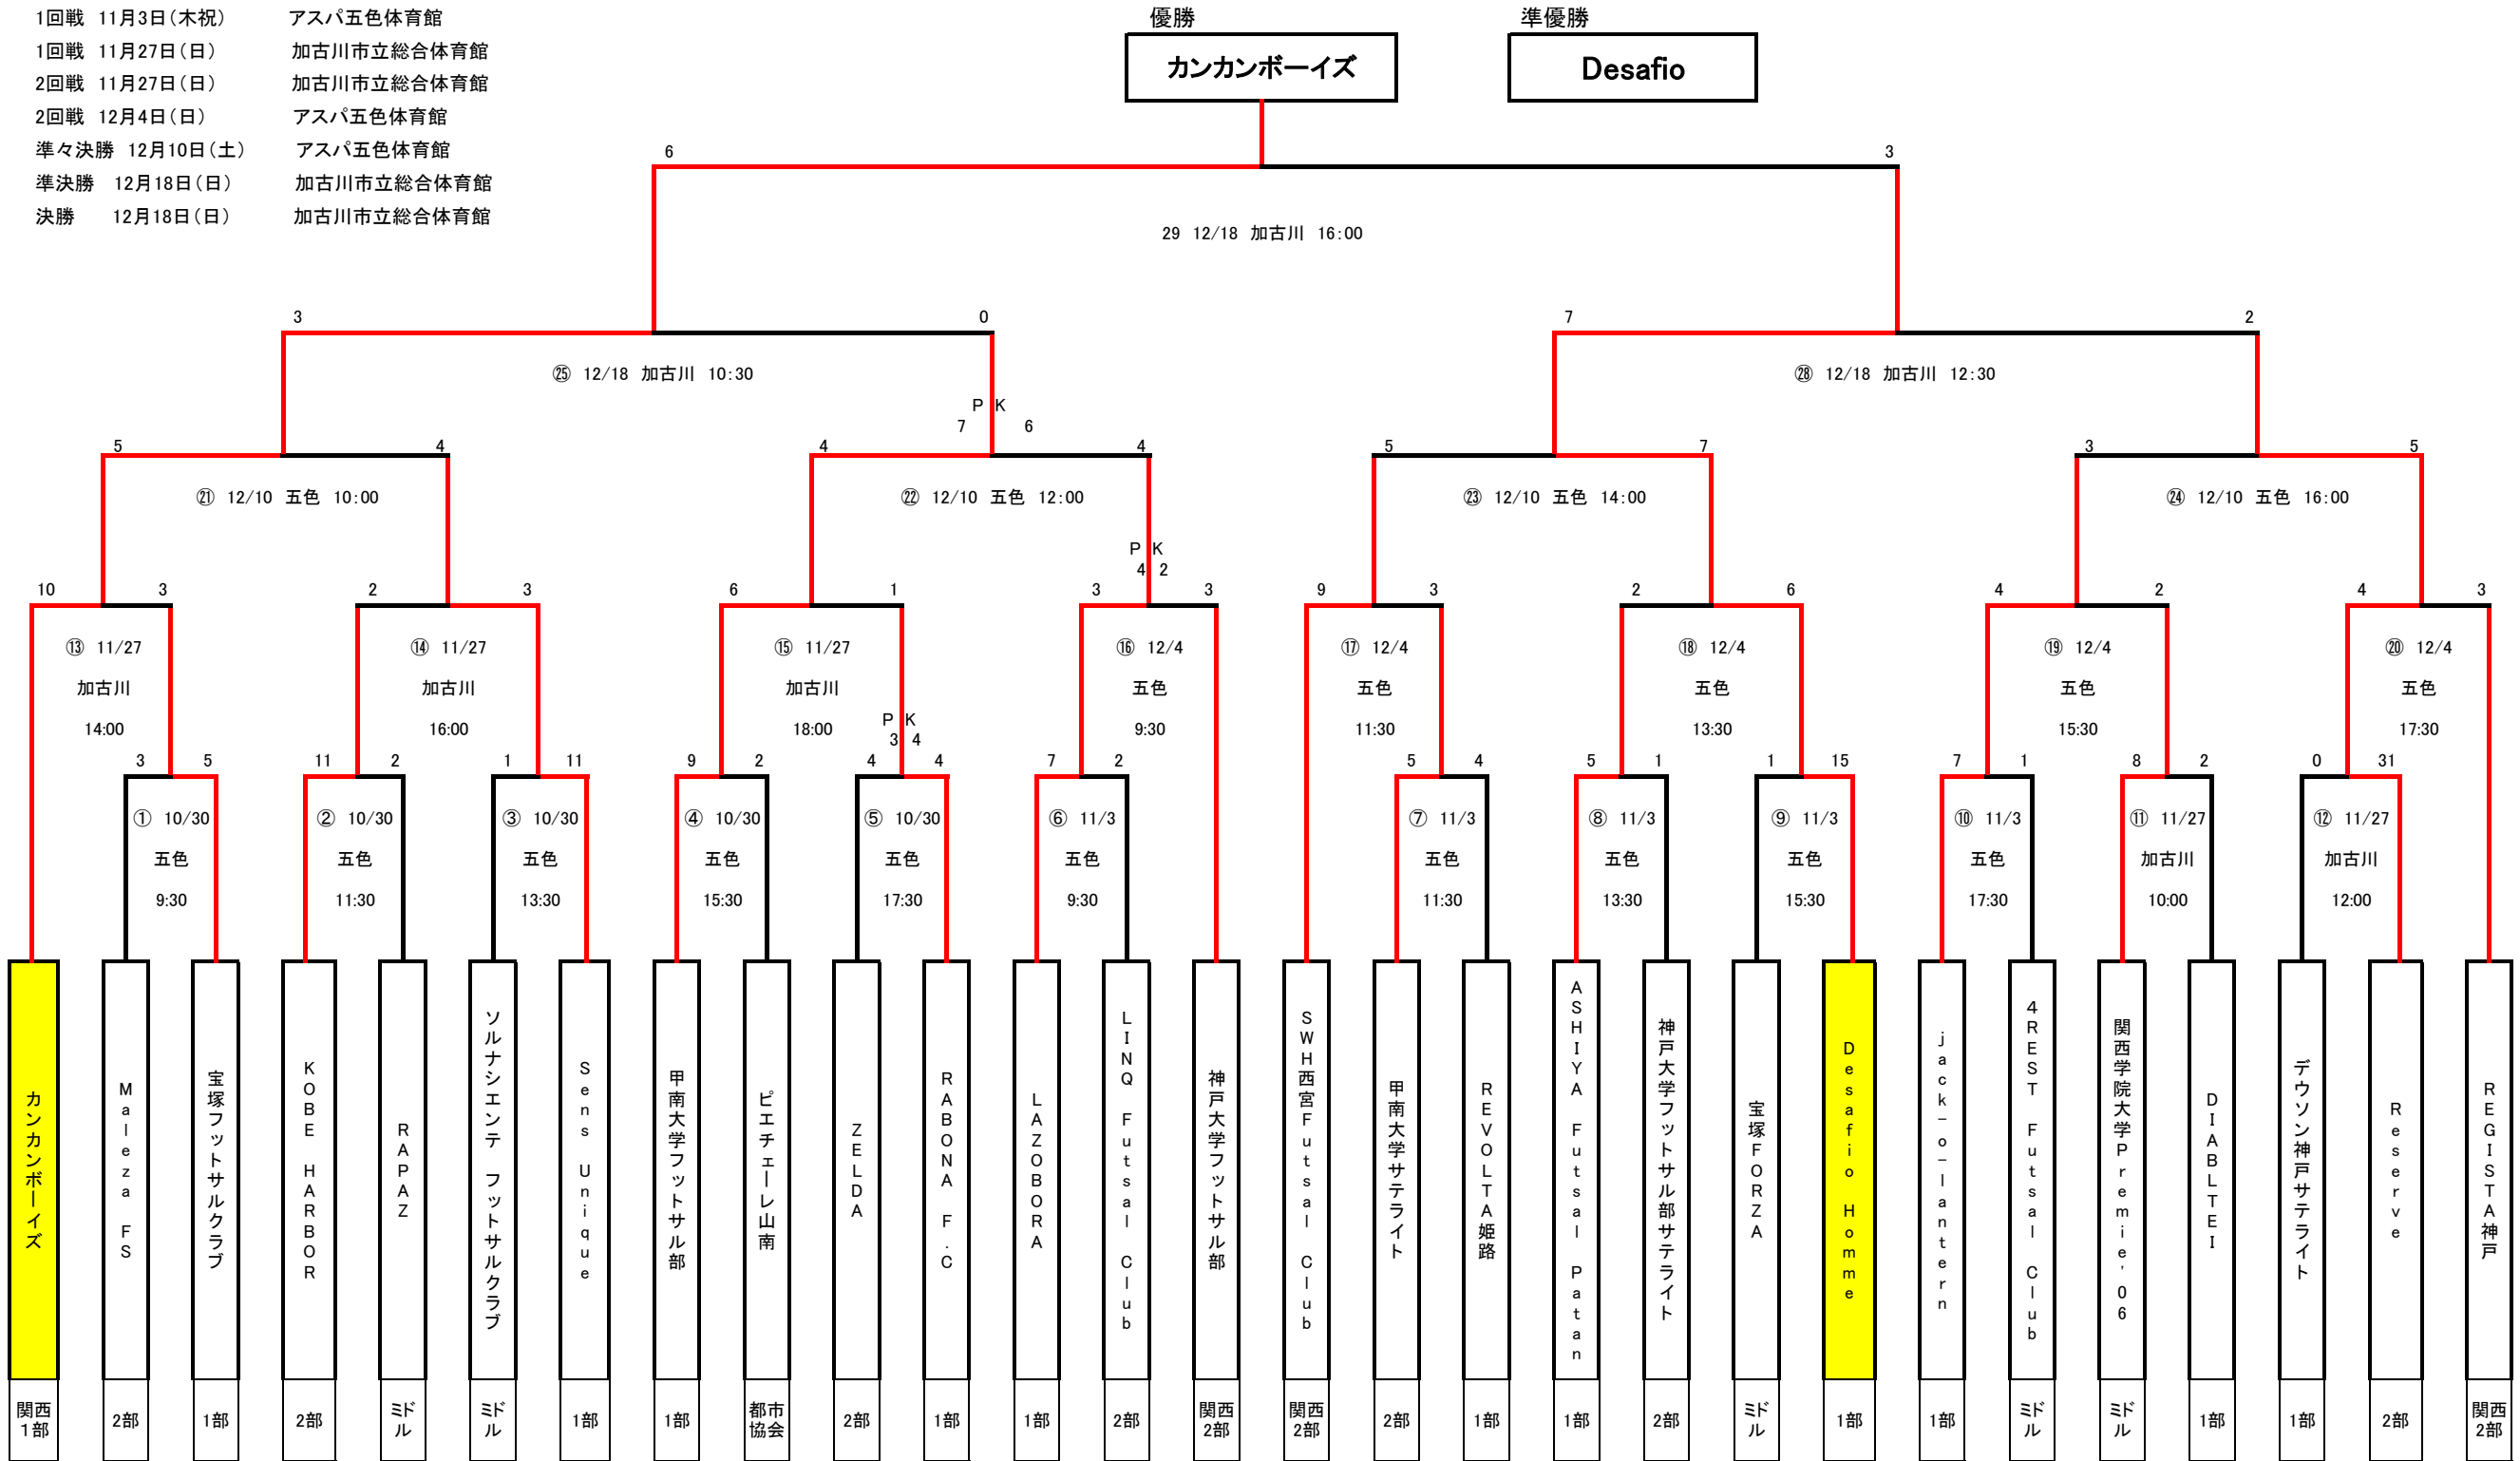 1回戦 11月3日(木祝) アスパ五色体育館
1回戦 11月27日(日) 加古川市立総合体育館
2回戦 11月27日(日) 加古川市立総合体育館
2回戦 12月4日(日) アスパ五色体育館
準々決勝 12月10日(土) アスパ五色体育館
準決勝 12月18日(日) 加古川市立総合体育館
決勝 12月18日(日) 加古川市立総合体育館
優勝 準優勝
カンカンボーイズ Desafio
6 3
29 12/18 加古川 16:00
3 0 7 2
㉕ 12/18 加古川 10:30 ㉘ 12/18 加古川 12:30
P K
7 6
5 4 4 4 5 7 3 5
㉑ 12/10 五色 10:00 ㉒ 12/10 五色 12:00 ㉓ 12/10 五色 14:00 ㉔ 12/10 五色 16:00
P K
4 2
10 3 2 3 6 1 3 3 9 3 2 6 4 2 4 3
⑬ 11/27 ⑭ 11/27 ⑮ 11/27 ⑯ 12/4 ⑰ 12/4 ⑱ 12/4 ⑲ 12/4 ⑳ 12/4
加古川 加古川 加古川 五色 五色 五色 五色 五色
14:00 16:00 18:00 9:30 11:30 13:30 15:30 17:30
P K
3 4
3 5 11 2 1 11 9 2 4 4 7 2 5 4 5 1 1 15 7 1 8 2 0 31
① 10/30 ② 10/30 ③ 10/30 ④ 10/30 ⑤ 10/30 ⑥ 11/3 ⑦ 11/3 ⑧ 11/3 ⑨ 11/3 ⑩ 11/3 ⑪ 11/27 ⑫ 11/27
五色 五色 五色 五色 五色 五色 五色 五色 五色 五色 加古川 加古川
9:30 11:30 13:30 15:30 17:30 9:30 11:30 13:30 15:30 17:30 10:00 12:00
カンカンボーイズ
Maleza FS
宝塚フットサルクラブ
KOBE HARBOR
RAPAZ
ソルナシエンテ フットサルクラブ
Sens Unique
甲南大学フットサル部
ピエチェーレ山南
ZELDA
RABONA F.C
LAZOBORA
LINQ Futsal Club
神戸大学フットサル部
SWH西宮Futsal Club
甲南大学サテライト
REVOLTA姫路
ASHIYA Futsal Patan
神戸大学フットサル部サテライト
宝塚FORZA
Desafio Home
jack-o-lantern
4REST Futsal Club
関西学院大学Premie'06
DIABLTEI
デウソン神戸サテライト
Reserve
REGISTA神戸
関西1部 2部 1部 2部 ミドル ミドル 1部 1部 都市協会 2部 1部 1部 2部 関西2部 関西2部 2部 1部 1部 2部 ミドル 1部 1部 ミドル ミドル 1部 1部 2部 関西2部